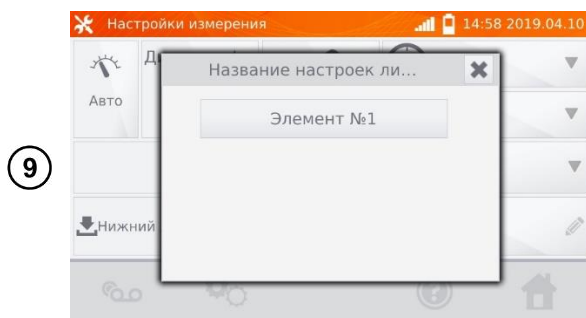 Настройки измерения 14:58 2019.04.10
Название настроек ли...
Авто
Элемент №1
9
Нижний